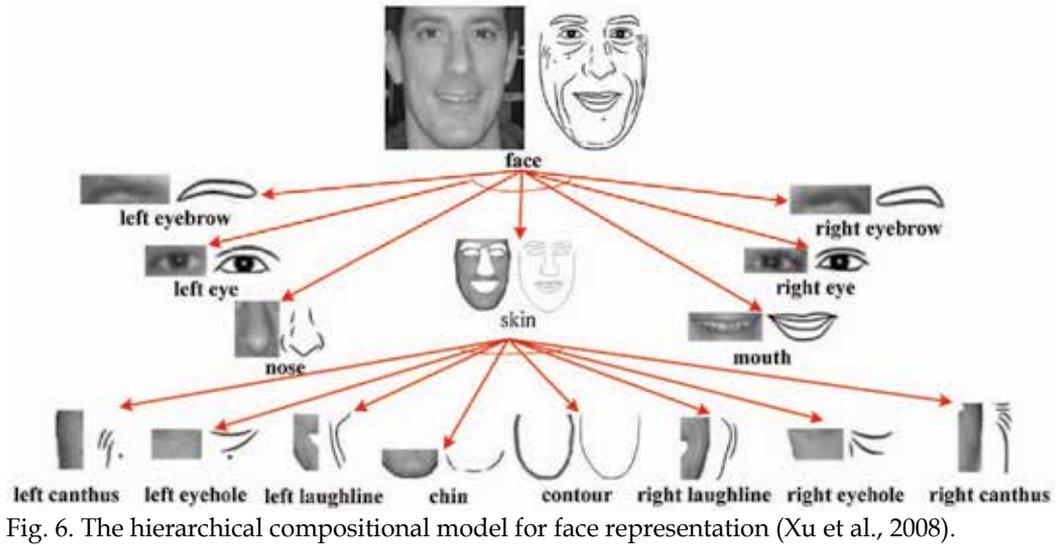 face
left eyebrow
right eyebrow
left eye
right eye
skin
nose
mouth
left canthus left eyehole left laughline chin contour right laughline right eyehole right canthus
Fig. 6. The hierarchical compositional model for face representation (Xu et al., 2008).